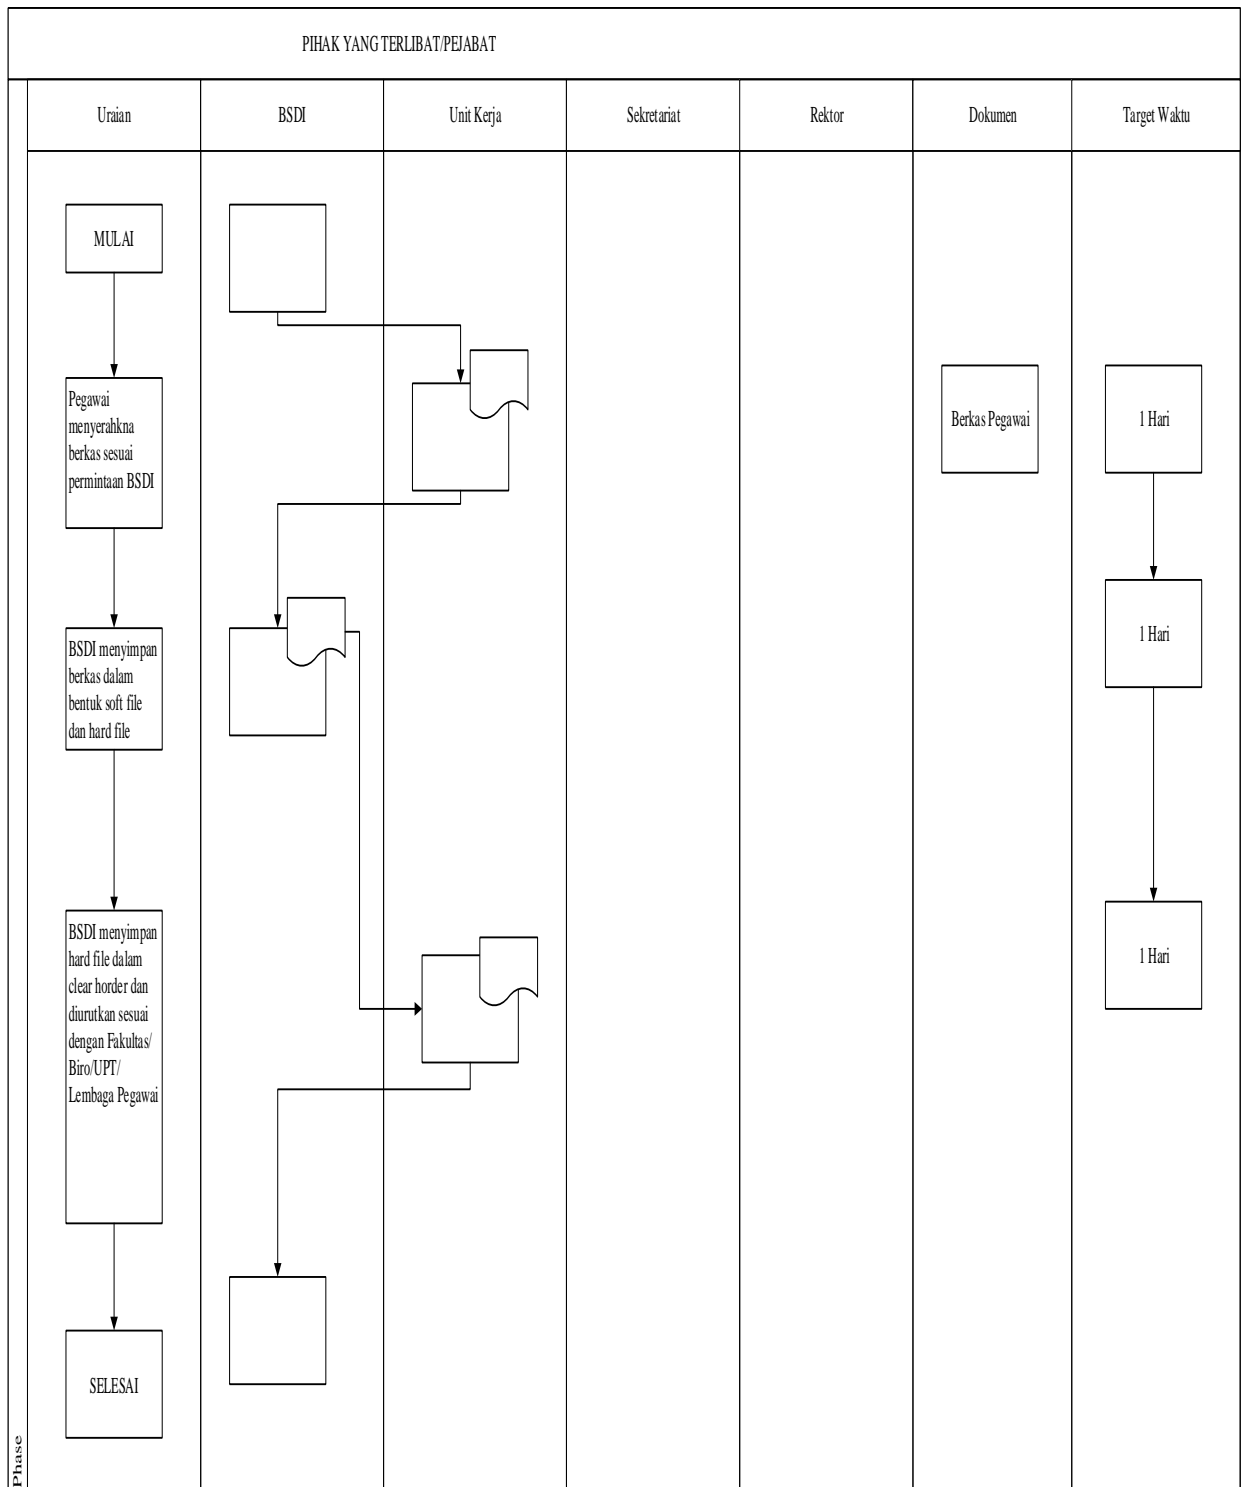 PIHAK YANG TERLIBAT/PEJABAT
Uraian
BSDI
Unit Kerja
Sekretariat
Rektor
Dokumen
Target Waktu
MULAI
Pegawai
menyerahkna
berkas sesuai
permintaan BSDI
Berkas Pegawai
1 Hari
BSDI menyimpan
berkas dalam
bentuk soft file
dan hard file
1 Hari
BSDI menyimpan
hard file dalam
clear horder dan
diurutkan sesuai
dengan Fakultas/
Biro/UPT/
Lembaga Pegawai
1 Hari
SELESAI
Phase